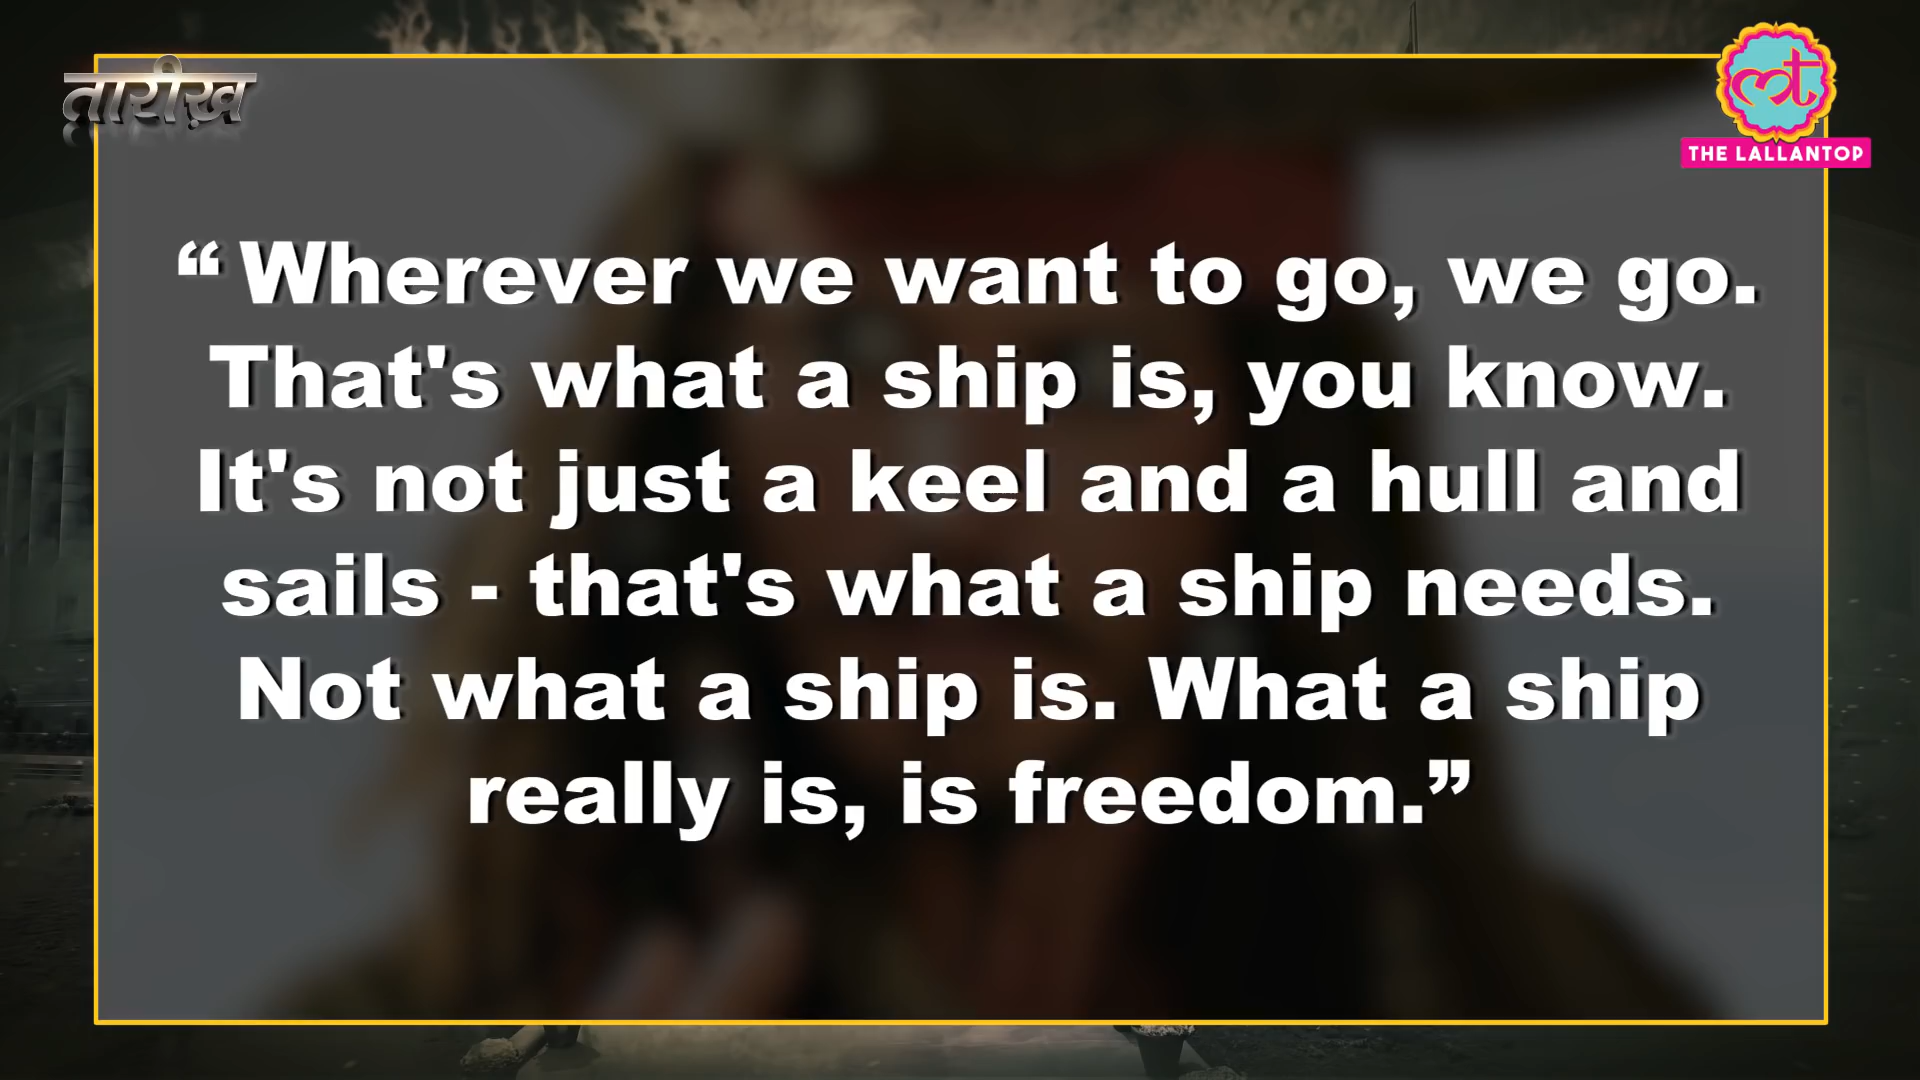 तारीख़
THE LALLANTOP
“Wherever we want to go, we go.
That's what a ship is, you know.
It's not just a keel and a hull and
sails - that's what a ship needs.
Not what a ship is. What a ship
really is, is freedom.”